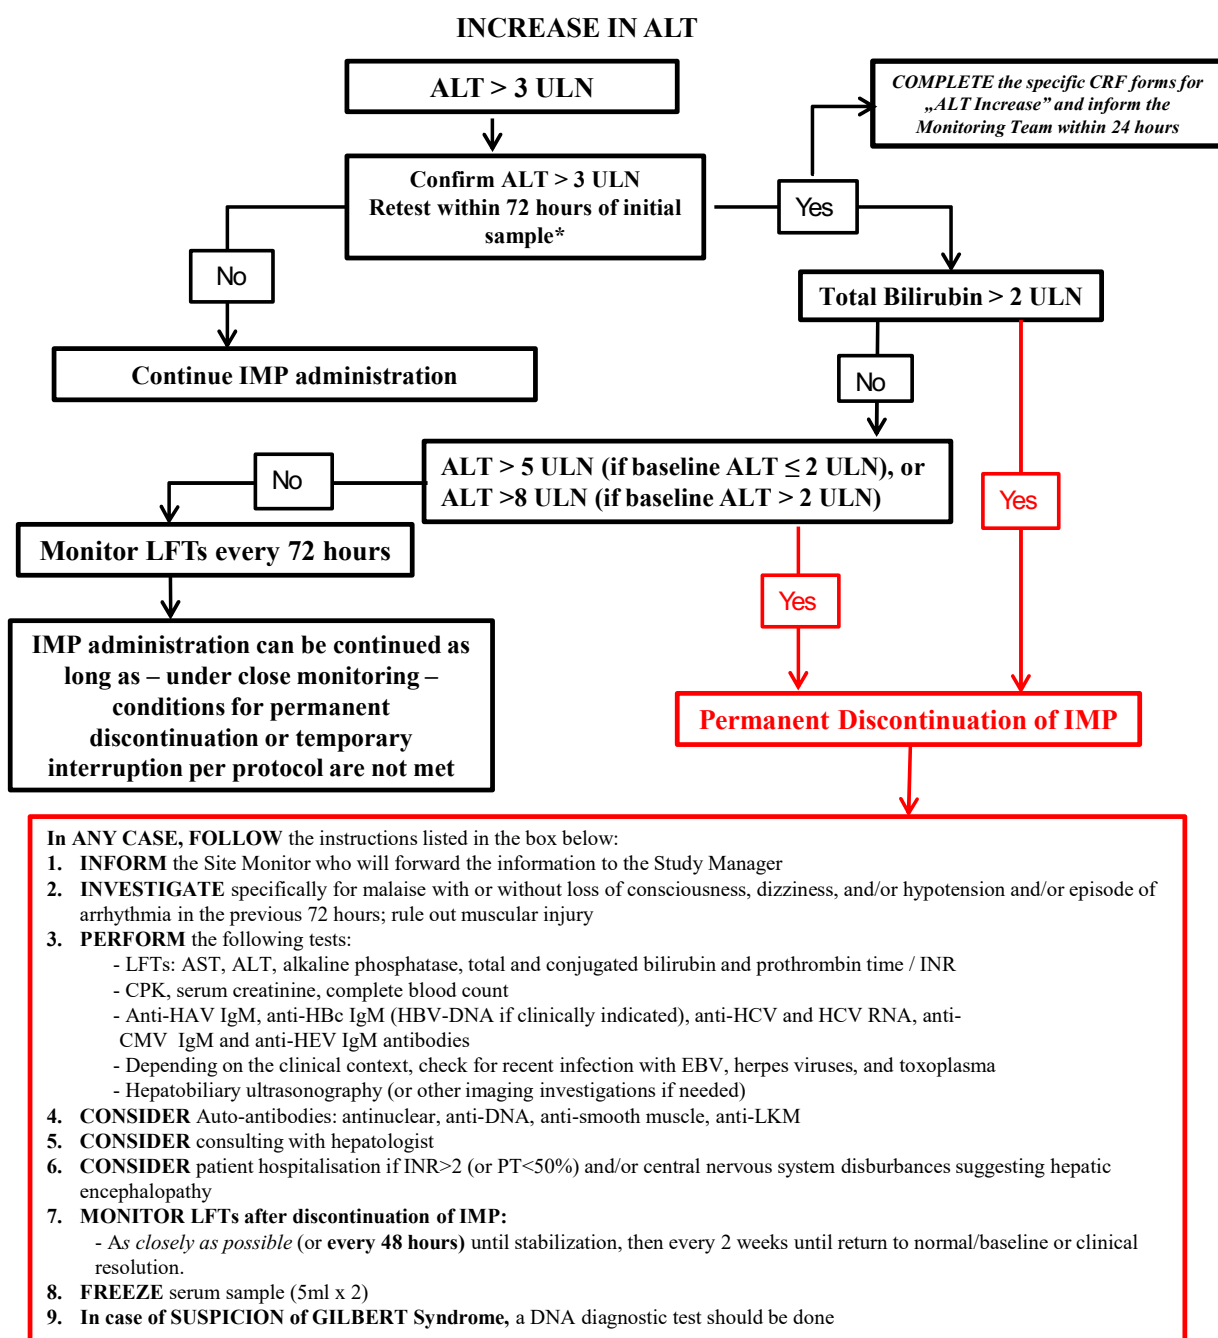 INCREASE IN ALT
ALT > 3 ULN
COMPLETE the specific CRF forms for
„ALT Increase” and inform the
Monitoring Team within 24 hours
Confirm ALT > 3 ULN
Retest within 72 hours of initial
sample*
Yes
No
Total Bilirubin > 2 ULN
Continue IMP administration
No
ALT > 5 ULN (if baseline ALT ≤ 2 ULN), or
ALT >8 ULN (if baseline ALT > 2 ULN)
No
Yes
Monitor LFTs every 72 hours
Yes
IMP administration can be continued as
long as – under close monitoring –
conditions for permanent
discontinuation or temporary
interruption per protocol are not met
Permanent Discontinuation of IMP
In ANY CASE, FOLLOW the instructions listed in the box below:
1. INFORM the Site Monitor who will forward the information to the Study Manager
2. INVESTIGATE specifically for malaise with or without loss of consciousness, dizziness, and/or hypotension and/or episode of
arrhythmia in the previous 72 hours; rule out muscular injury
3. PERFORM the following tests:
- LFTs: AST, ALT, alkaline phosphatase, total and conjugated bilirubin and prothrombin time / INR
- CPK, serum creatinine, complete blood count
- Anti-HAV IgM, anti-HBc IgM (HBV-DNA if clinically indicated), anti-HCV and HCV RNA, anti-
CMV IgM and anti-HEV IgM antibodies
- Depending on the clinical context, check for recent infection with EBV, herpes viruses, and toxoplasma
- Hepatobiliary ultrasonography (or other imaging investigations if needed)
4. CONSIDER Auto-antibodies: antinuclear, anti-DNA, anti-smooth muscle, anti-LKM
5. CONSIDER consulting with hepatologist
6. CONSIDER patient hospitalisation if INR>2 (or PT<50%) and/or central nervous system disturbances suggesting hepatic
encephalopathy
7. MONITOR LFTs after discontinuation of IMP:
- As closely as possible (or every 48 hours) until stabilization, then every 2 weeks until return to normal/baseline or clinical
resolution.
8. FREEZE serum sample (5ml x 2)
9. In case of SUSPICION of GILBERT Syndrome, a DNA diagnostic test should be done